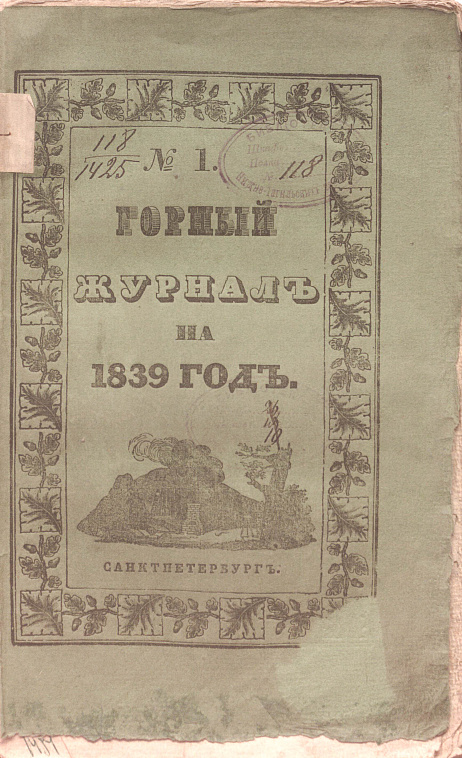 118
1425
№ 1.
118
ГОРНЫЙ
ЖУРНАЛЪ
НА
1839 ГОДЪ.
САНКТПЕТЕРБУРГЪ.